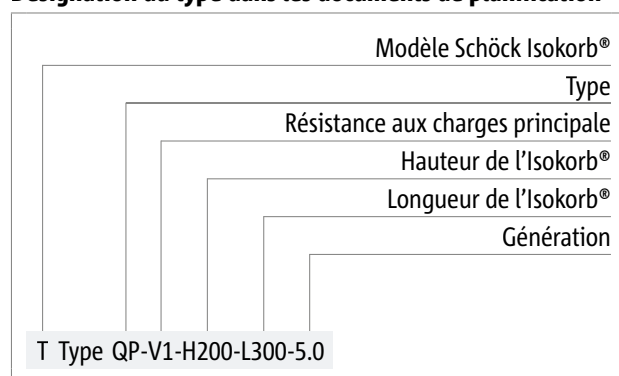 Désignation du type dans les documents de planification
Modèle Schöck Isokorb®
Type
Résistance aux charges principale
Hauteur de l'Isokorb®
Longueur de l'Isokorb®
Génération
T Type QP-V1-H200-L300-5.0